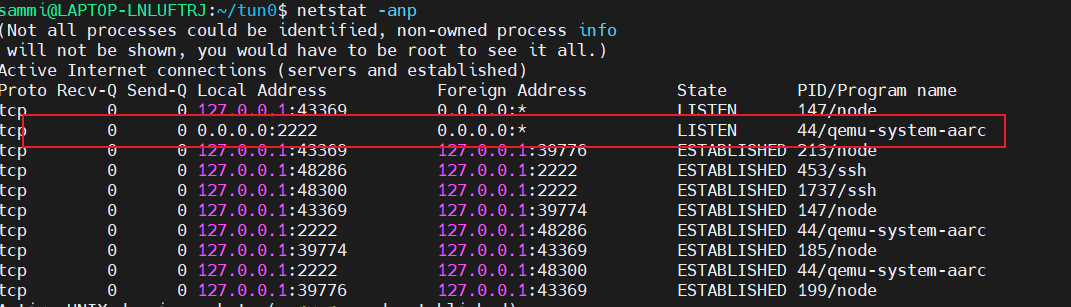 sammi@LAPTOP-LNLUFTRJ:~/tun0$ netstat -anp
(Not all processes could be identified, non-owned process info
will not be shown, you would have to be root to see it all.)
Active Internet connections (servers and established)
Proto Recv-Q Send-Q Local Address Foreign Address State PID/Program name
tcp 0 0 127.0.0.1:43369 0.0.0.0:* LISTEN 147/node
tcp 0 0 0.0.0.0:2222 0.0.0.0:* LISTEN 44/qemu-system-aarc
tcp 0 0 127.0.0.1:43369 127.0.0.1:39776 ESTABLISHED 213/node
tcp 0 0 127.0.0.1:48286 127.0.0.1:2222 ESTABLISHED 453/ssh
tcp 0 0 127.0.0.1:48300 127.0.0.1:2222 ESTABLISHED 1737/ssh
tcp 0 0 127.0.0.1:43369 127.0.0.1:39774 ESTABLISHED 147/node
tcp 0 0 127.0.0.1:2222 127.0.0.1:48286 ESTABLISHED 44/qemu-system-aarc
tcp 0 0 127.0.0.1:39774 127.0.0.1:43369 ESTABLISHED 185/node
tcp 0 0 127.0.0.1:2222 127.0.0.1:48300 ESTABLISHED 44/qemu-system-aarc
tcp 0 0 127.0.0.1:39776 127.0.0.1:43369 ESTABLISHED 199/node